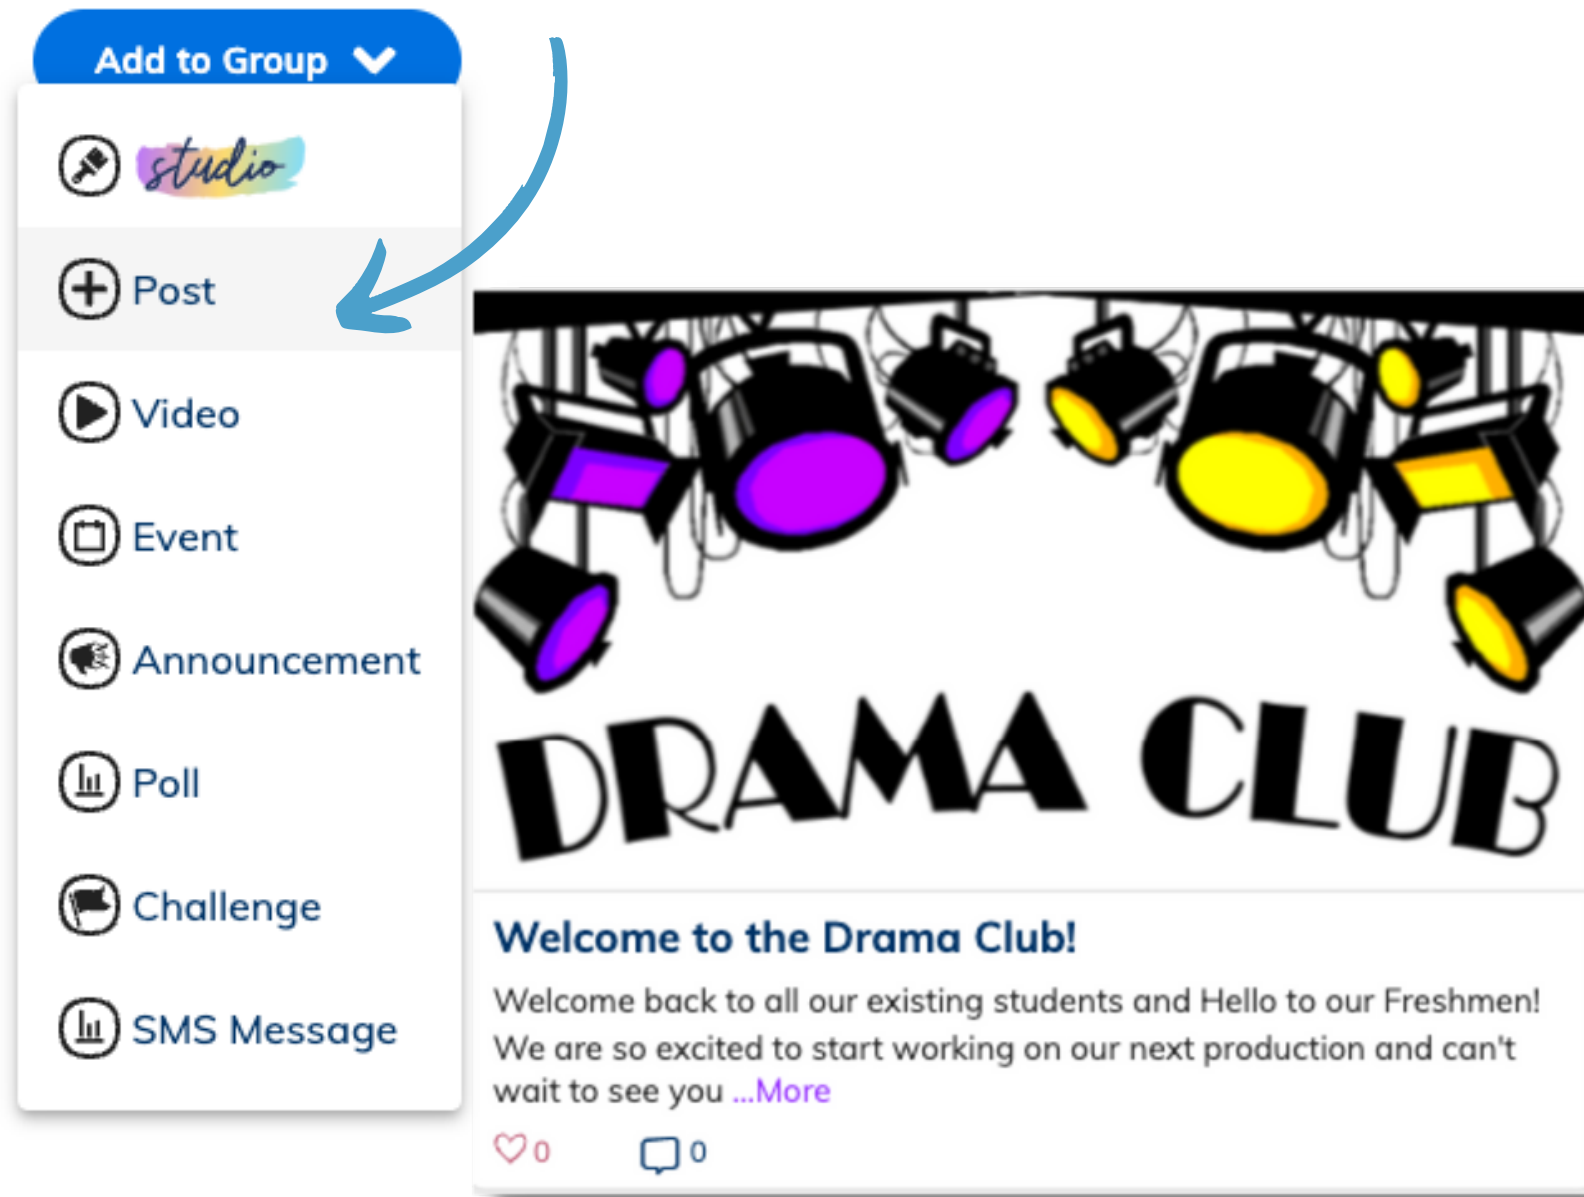 Add to Group
studio
Post
Video
Event
Announcement
Poll
Challenge
SMS Message
DRAMA CLUB
Welcome to the Drama Club!
Welcome back to all our existing students and Hello to our Freshmen!
We are so excited to start working on our next production and can't
wait to see you ...More
0 0